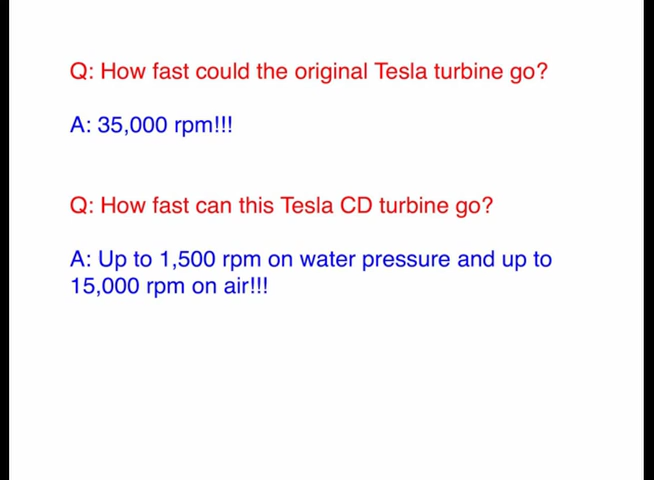 Q: How fast could the original Tesla turbine go?
A: 35,000 rpm!!!
Q: How fast can this Tesla CD turbine go?
A: Up to 1,500 rpm on water pressure and up to
15,000 rpm on air!!!